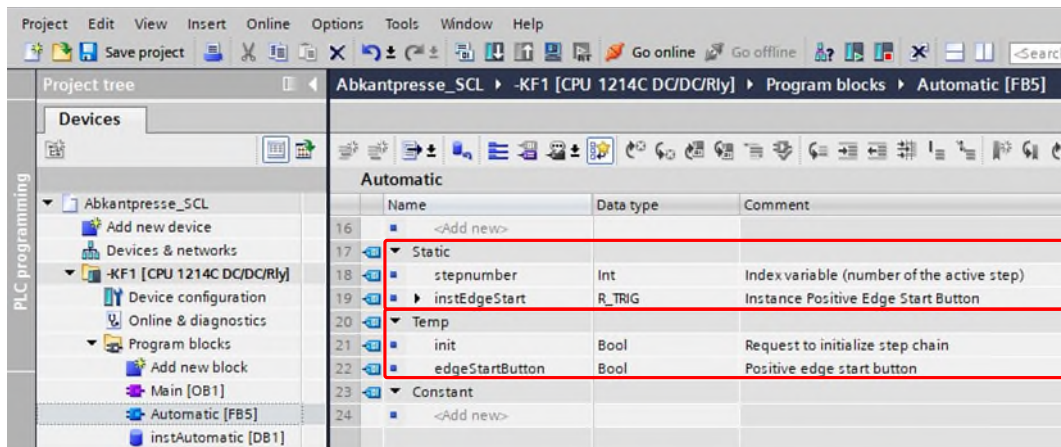 Project Edit View Insert Online Options Tools Window Help
Save project Go online Go offline <Searc
Project tree
Abkantpresse_SCL ▸ -KF1 [CPU 1214C DC/DC/Rly] ▸ Program blocks ▸ Automatic [FB5]
Devices
PLC programming
Automatic
Name Data type Comment
Abkantpresse_SCL
Add new device
Devices & networks
-KF1 [CPU 1214C DC/DC/Rly]
Device configuration
Online & diagnostics
Program blocks
Add new block
Main [OB1]
Automatic [FB5]
instAutomatic [DB1]
16 <Add new>
17 Static
18 stepnumber Int Index variable (number of the active step)
19 instEdgeStart R_TRIG Instance Positive Edge Start Button
20 Temp
21 init Bool Request to initialize step chain
22 edgeStartButton Bool Positive edge start button
23 Constant
24 <Add new>